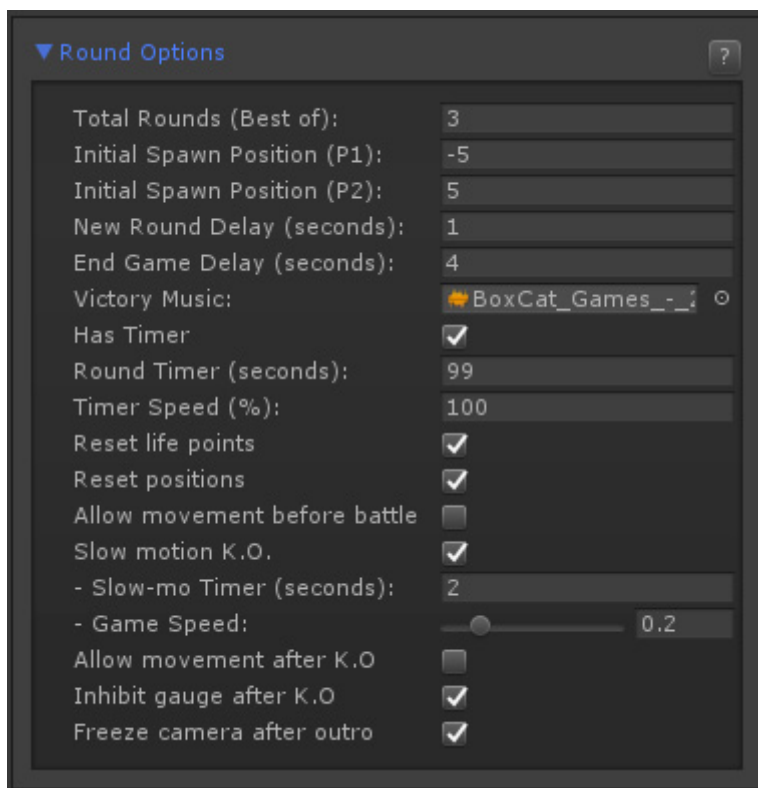 Round Options
?
Total Rounds (Best of): 3
Initial Spawn Position (P1): -5
Initial Spawn Position (P2): 5
New Round Delay (seconds): 1
End Game Delay (seconds): 4
Victory Music: BoxCat_Games_-_
Has Timer
Round Timer (seconds): 99
Timer Speed (%): 100
Reset life points
Reset positions
Allow movement before battle
Slow motion K.O.
- Slow-mo Timer (seconds): 2
- Game Speed: 0.2
Allow movement after K.O
Inhibit gauge after K.O
Freeze camera after outro